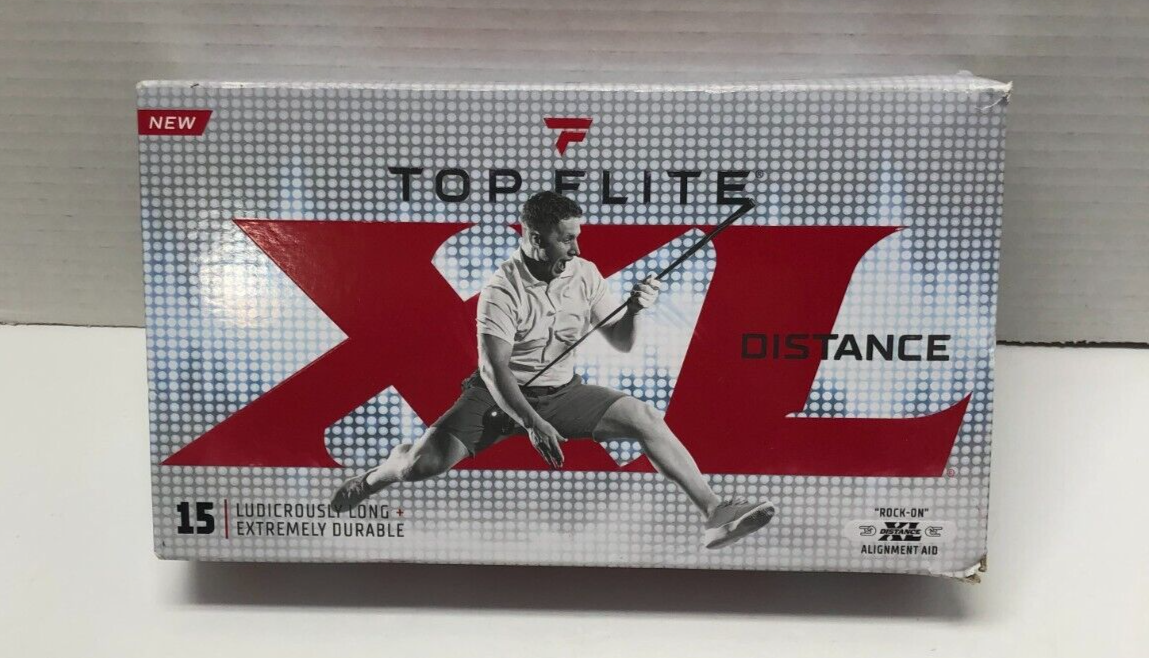 NEW
TOP FLITE®
XL
DISTANCE
15
LUDICROUSLY LONG +
EXTREMELY DURABLE
"ROCK-ON"
XL
DISTANCE
ALIGNMENT AID